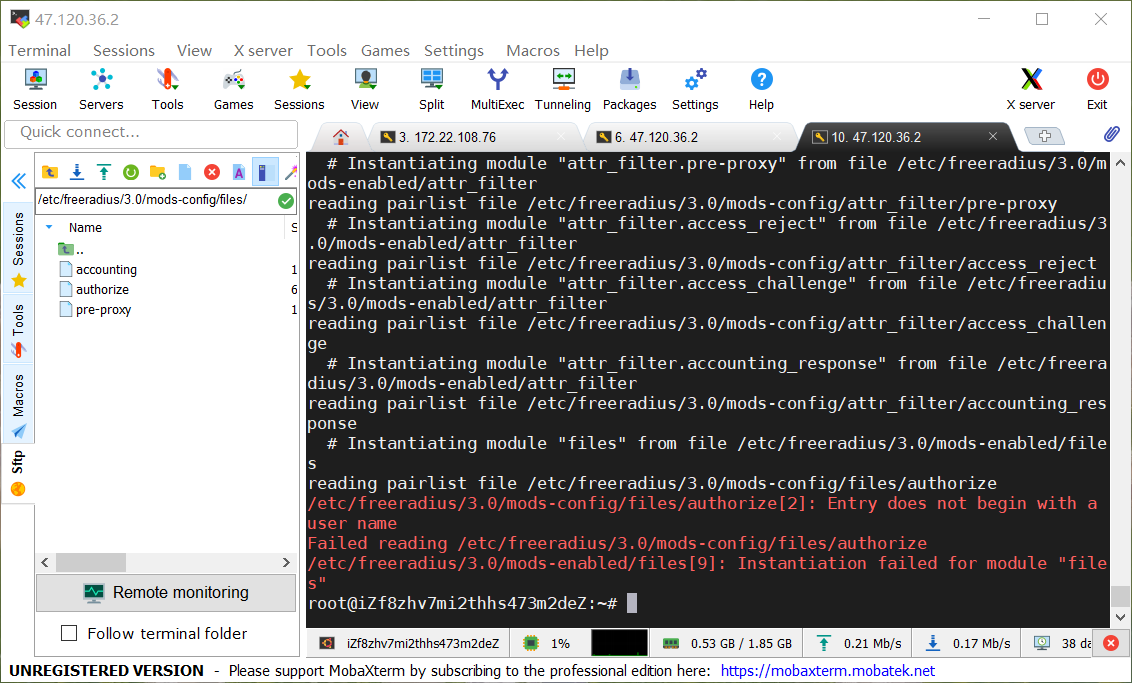 47.120.36.2
Terminal Sessions View X server Tools Games Settings Macros Help
Session Servers Tools Games Sessions View Split MultiExec Tunneling Packages Settings Help X server Exit
Quick connect...
3. 172.22.108.76
6. 47.120.36.2
10. 47.120.36.2
/etc/freeradius/3.0/mods-config/files/
Name S
..
accounting 1
authorize 6
pre-proxy 1
Sessions
Tools
Macros
Sftp
Remote monitoring
Follow terminal folder
# Instantiating module "attr_filter.pre-proxy" from file /etc/freeradius/3.0/m
ods-enabled/attr_filter
reading pairlist file /etc/freeradius/3.0/mods-config/attr_filter/pre-proxy
# Instantiating module "attr_filter.access_reject" from file /etc/freeradius/3
.0/mods-enabled/attr_filter
reading pairlist file /etc/freeradius/3.0/mods-config/attr_filter/access_reject
# Instantiating module "attr_filter.access_challenge" from file /etc/freeradiu
s/3.0/mods-enabled/attr_filter
reading pairlist file /etc/freeradius/3.0/mods-config/attr_filter/access_challen
ge
# Instantiating module "attr_filter.accounting_response" from file /etc/freera
dius/3.0/mods-enabled/attr_filter
reading pairlist file /etc/freeradius/3.0/mods-config/attr_filter/accounting_res
ponse
# Instantiating module "files" from file /etc/freeradius/3.0/mods-enabled/file
s
reading pairlist file /etc/freeradius/3.0/mods-config/files/authorize
/etc/freeradius/3.0/mods-config/files/authorize[2]: Entry does not begin with a
user name
Failed reading /etc/freeradius/3.0/mods-config/files/authorize
/etc/freeradius/3.0/mods-enabled/files[9]: Instantiation failed for module "file
s"
root@iZf8zhv7mi2thhs473m2deZ:~#
iZf8zhv7mi2thhs473m2deZ 1% 0.53 GB / 1.85 GB 0.21 Mb/s 0.17 Mb/s 38 da
UNREGISTERED VERSION - Please support MobaXterm by subscribing to the professional edition here: https://mobaxterm.mobatek.net